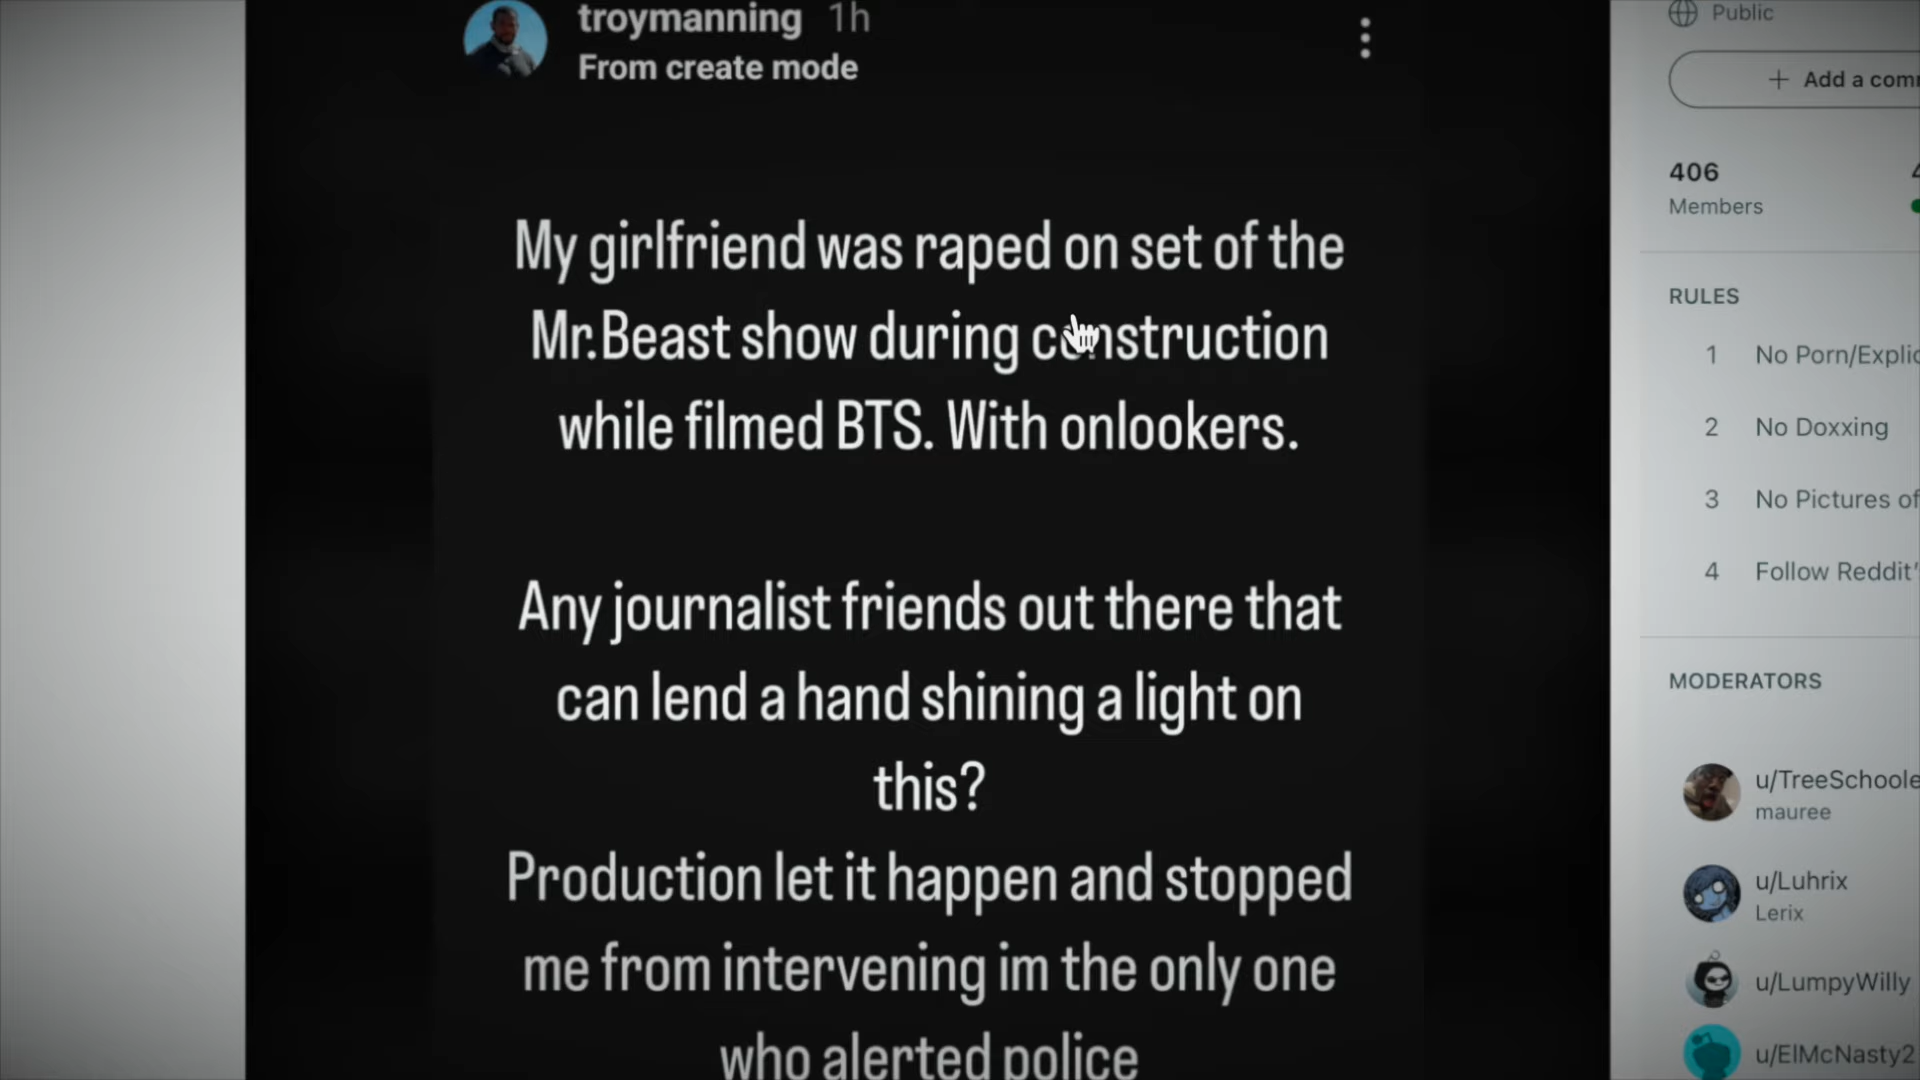 troymanning 1h
From create mode
My girlfriend was raped on set of the
Mr.Beast show during construction
while filmed BTS. With onlookers.
Any journalist friends out there that
can lend a hand shining a light on
this?
Production let it happen and stopped
me from intervening im the only one
who alerted police
Public
+ Add a comm
406
Members
RULES
1 No Porn/Explic
2 No Doxxing
3 No Pictures of
4 Follow Reddit'
MODERATORS
u/TreeSchoole
mauree
u/Luhrix
Lerix
u/LumpyWilly
u/ElMcNasty2